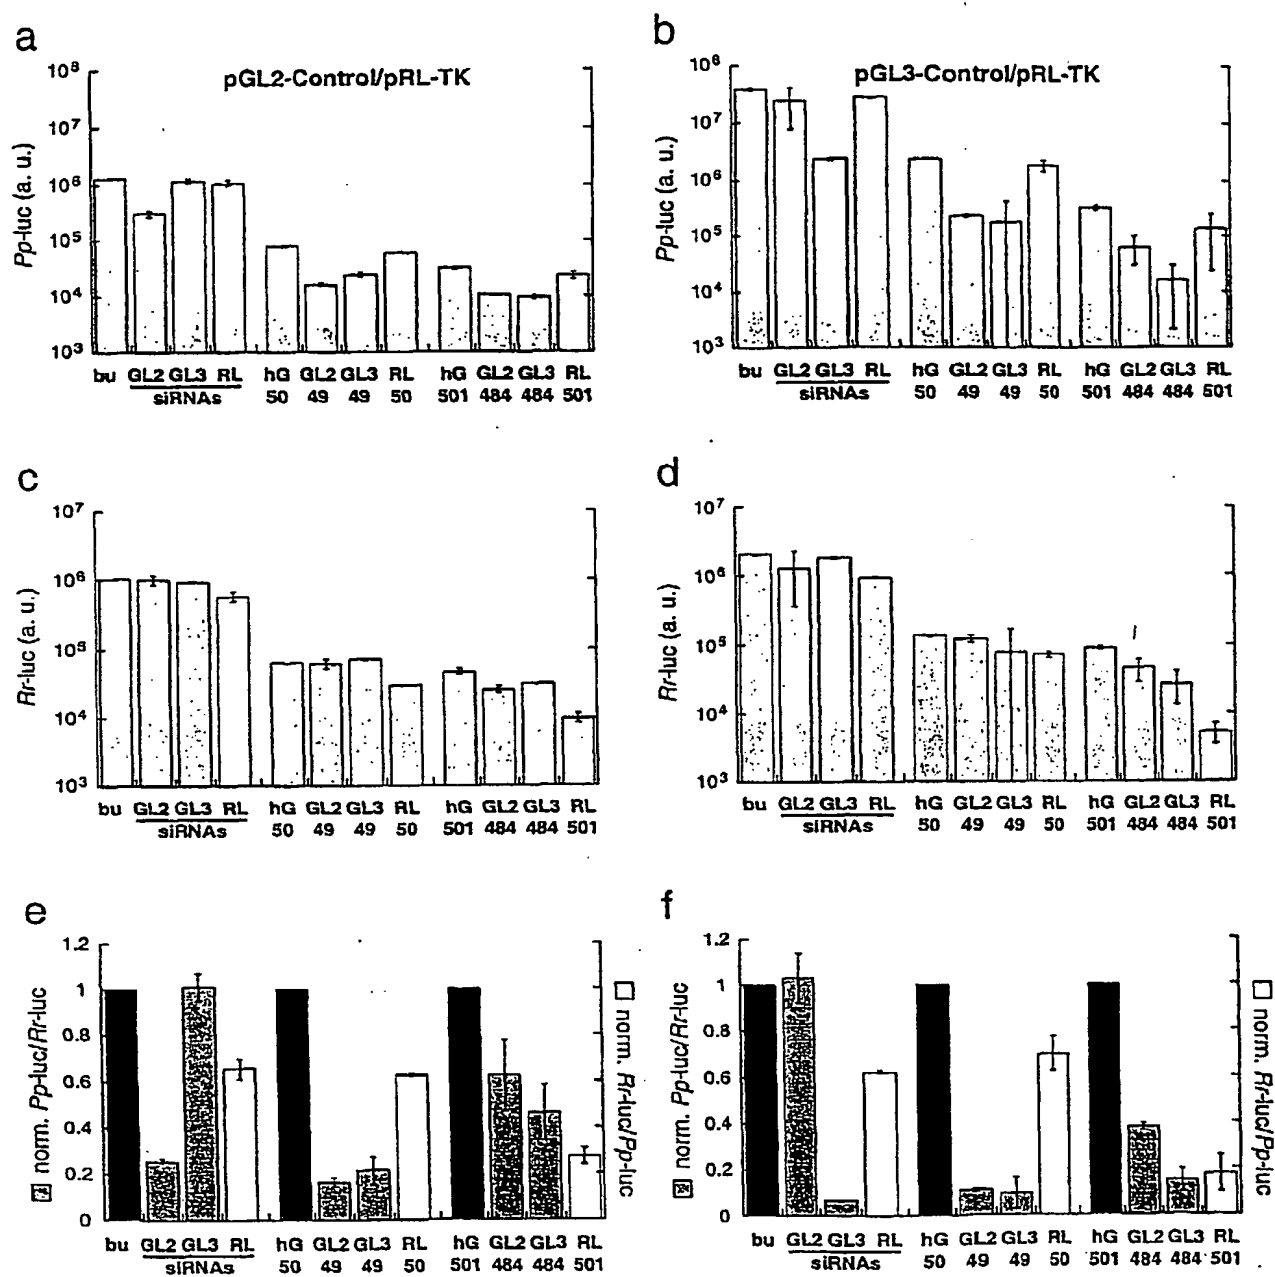 a
pGL2-Control/pRL-TK
Pp-luc (a. u.)
10⁸
10⁷
10⁶
10⁵
10⁴
10³
bu GL2 GL3 RL hG GL2 GL3 RL hG GL2 GL3 RL
siRNAs 50 49 49 50 501 484 484 501
b
pGL3-Control/pRL-TK
Pp-luc (a. u.)
10⁸
10⁷
10⁶
10⁵
10⁴
10³
bu GL2 GL3 RL hG GL2 GL3 RL hG GL2 GL3 RL
siRNAs 50 49 49 50 501 484 484 501
c
Rr-luc (a. u.)
10⁷
10⁶
10⁵
10⁴
10³
bu GL2 GL3 RL hG GL2 GL3 RL hG GL2 GL3 RL
siRNAs 50 49 49 50 501 484 484 501
d
Rr-luc (a. u.)
10⁷
10⁶
10⁵
10⁴
10³
bu GL2 GL3 RL hG GL2 GL3 RL hG GL2 GL3 RL
siRNAs 50 49 49 50 501 484 484 501
e
norm. Pp-luc/Rr-luc
1.2
1
0.8
0.6
0.4
0.2
0
norm. Rr-luc/Pp-luc
bu GL2 GL3 RL hG GL2 GL3 RL hG GL2 GL3 RL
siRNAs 50 49 49 50 501 484 484 501
f
norm. Pp-luc/Rr-luc
1.2
1
0.8
0.6
0.4
0.2
0
norm. Rr-luc/Pp-luc
bu GL2 GL3 RL hG GL2 GL3 RL hG GL2 GL3 RL
siRNAs 50 49 49 50 501 484 484 501